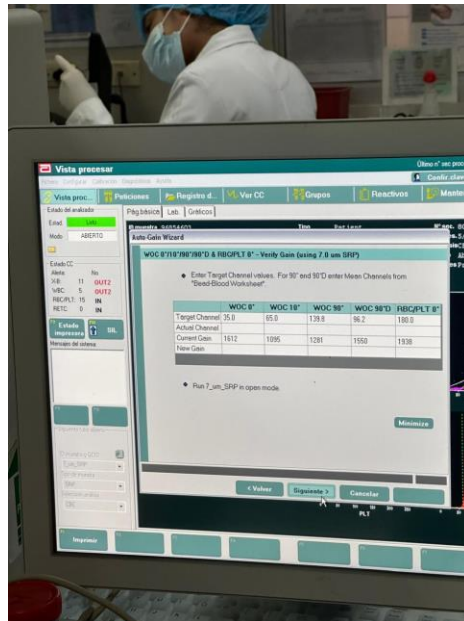 Vista procesar
Último nº sec proc
Vista proc...
Peticiones
Registro d...
Ver CC
Grupos
Reactivos
Estado del analizador
Pág.básica
Lab.
Gráficos
Estad.
Listo
Modo
ABIERTO
Auto-Gain Wizard
WOC 0°/10°/90°/90°D & RBC/PLT 0° - Verify Gain (using 7.0 um SRP)
Estado CC
Alerta No
X-B: 11 OUT2
WBC: 5 OUT2
RBC/PLT: 15 IN
RETC: 0 IN
Enter Target Channel values. For 90° and 90°D enter Mean Channels from
"Bead-Blood Worksheet".
WOC 0° WOC 10° WOC 90° WOC 90°D RBC/PLT 0°
Target Channel 35.0 65.0 139.8 96.2 180.0
Actual Channel
Current Gain 1612 1095 1281 1550 1938
New Gain
Estado
impresora
SIL
Mensajes del sistema
Run 7_um_SRP in open mode.
Minimize
< Volver
Siguiente >
Cancelar
PLT
Imprimir